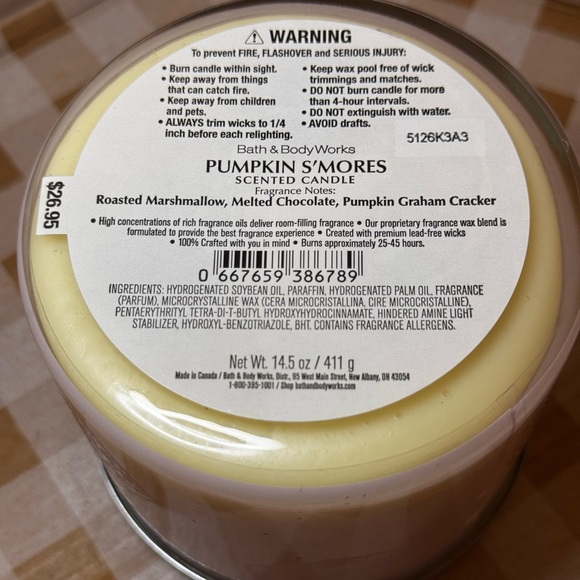 ⚠ WARNING
To prevent FIRE, FLASHOVER and SERIOUS INJURY:
• Burn candle within sight.
• Keep away from things
that can catch fire.
• Keep away from children
and pets.
• ALWAYS trim wicks to 1/4
inch before each relighting.
• Keep wax pool free of wick
trimmings and matches.
• DO NOT burn candle for more
than 4-hour intervals.
• DO NOT extinguish with water.
• AVOID drafts.
5126K3A3
Bath & Body Works
PUMPKIN S'MORES
SCENTED CANDLE
Fragrance Notes:
Roasted Marshmallow, Melted Chocolate, Pumpkin Graham Cracker
$26.95
• High concentrations of rich fragrance oils deliver room-filling fragrance • Our proprietary fragrance wax blend is
formulated to provide the best fragrance experience • Created with premium lead-free wicks
• 100% Crafted with you in mind • Burns approximately 25-45 hours.
0 667659 386789
INGREDIENTS: HYDROGENATED SOYBEAN OIL, PARAFFIN, HYDROGENATED PALM OIL, FRAGRANCE
(PARFUM), MICROCRYSTALLINE WAX (CERA MICROCRISTALLINA, CIRE MICROCRISTALLINE),
PENTAERYTHRITYL TETRA-DI-T-BUTYL HYDROXYHYDROCINNAMATE, HINDERED AMINE LIGHT
STABILIZER, HYDROXYL-BENZOTRIAZOLE, BHT. CONTAINS FRAGRANCE ALLERGENS.
Net Wt. 14.5 oz / 411 g
Made in Canada / Bath & Body Works, Distr., 95 West Main Street, New Albany, OH 43054
1-800-395-1001 / Shop bathandbodyworks.com